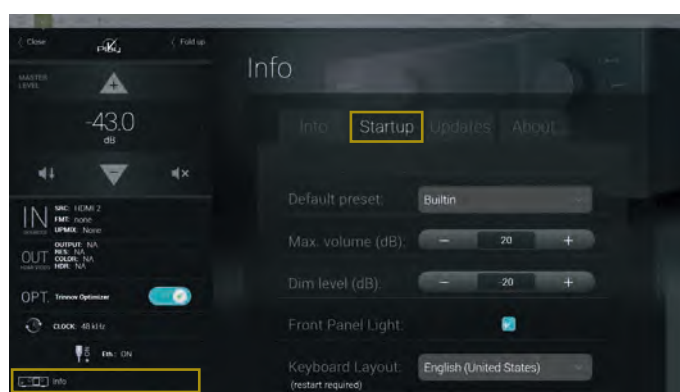 Close
Fold up
MASTER LEVEL
-43.0
dB
IN
SRC: HDMI 2
FMT: none
UPMIX: None
OUT
OUTPUT: NA
RES: NA
COLOR: NA
HDR: NA
OPT. Trinnov Optimizer
CLOCK: 48 kHz
Eth.: ON
Info
Info
Info Startup Updates About
Default preset: Builtin
Max. volume (dB): − 20 +
Dim level (dB): − -20 +
Front Panel Light:
Keyboard Layout: English (United States)
(restart required)